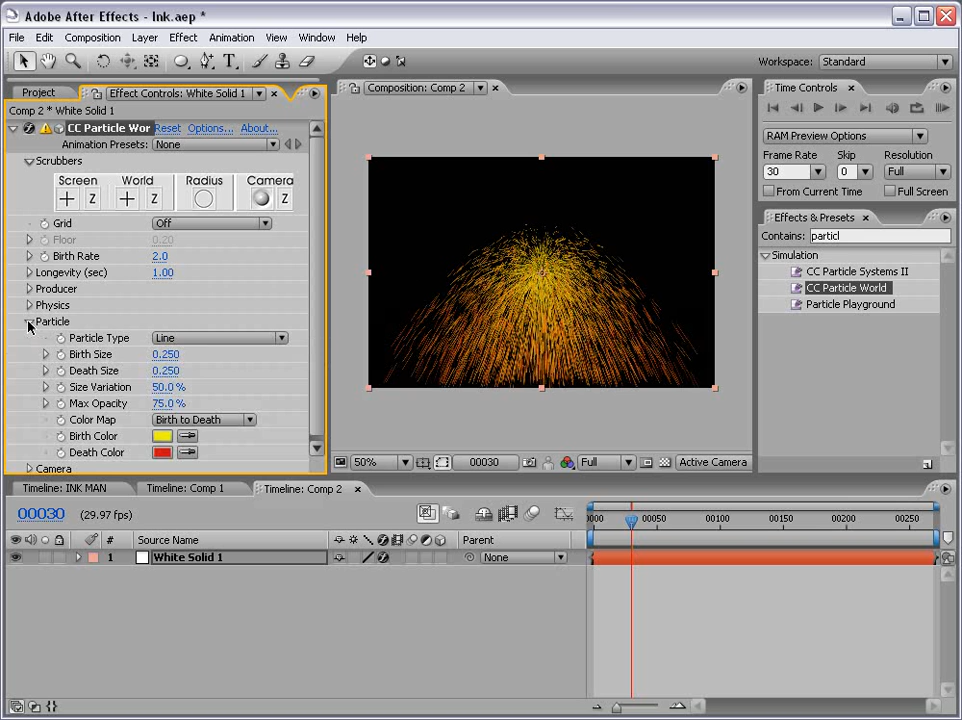 Adobe After Effects - Ink.aep *
File Edit Composition Layer Effect Animation View Window Help
Workspace: Standard
Project Effect Controls: White Solid 1
Comp 2 * White Solid 1
CC Particle Wor Reset Options... About...
Animation Presets: None
Scrubbers
Screen World Radius Camera
Z Z Z
Grid Off
Floor 0.20
Birth Rate 2.0
Longevity (sec) 1.00
Producer
Physics
Particle
Particle Type Line
Birth Size 0.250
Death Size 0.250
Size Variation 50.0 %
Max Opacity 75.0 %
Color Map Birth to Death
Birth Color
Death Color
Camera
Composition: Comp 2
50% 00030 Full Active Camera
Time Controls
RAM Preview Options
Frame Rate Skip Resolution
30 0 Full
From Current Time Full Screen
Effects & Presets
Contains: particl
Simulation
CC Particle Systems II
CC Particle World
Particle Playground
Timeline: INK MAN Timeline: Comp 1 Timeline: Comp 2
00030 (29.97 fps)
0000 00050 00100 00150 00200 00250
# Source Name Parent
1 White Solid 1 None